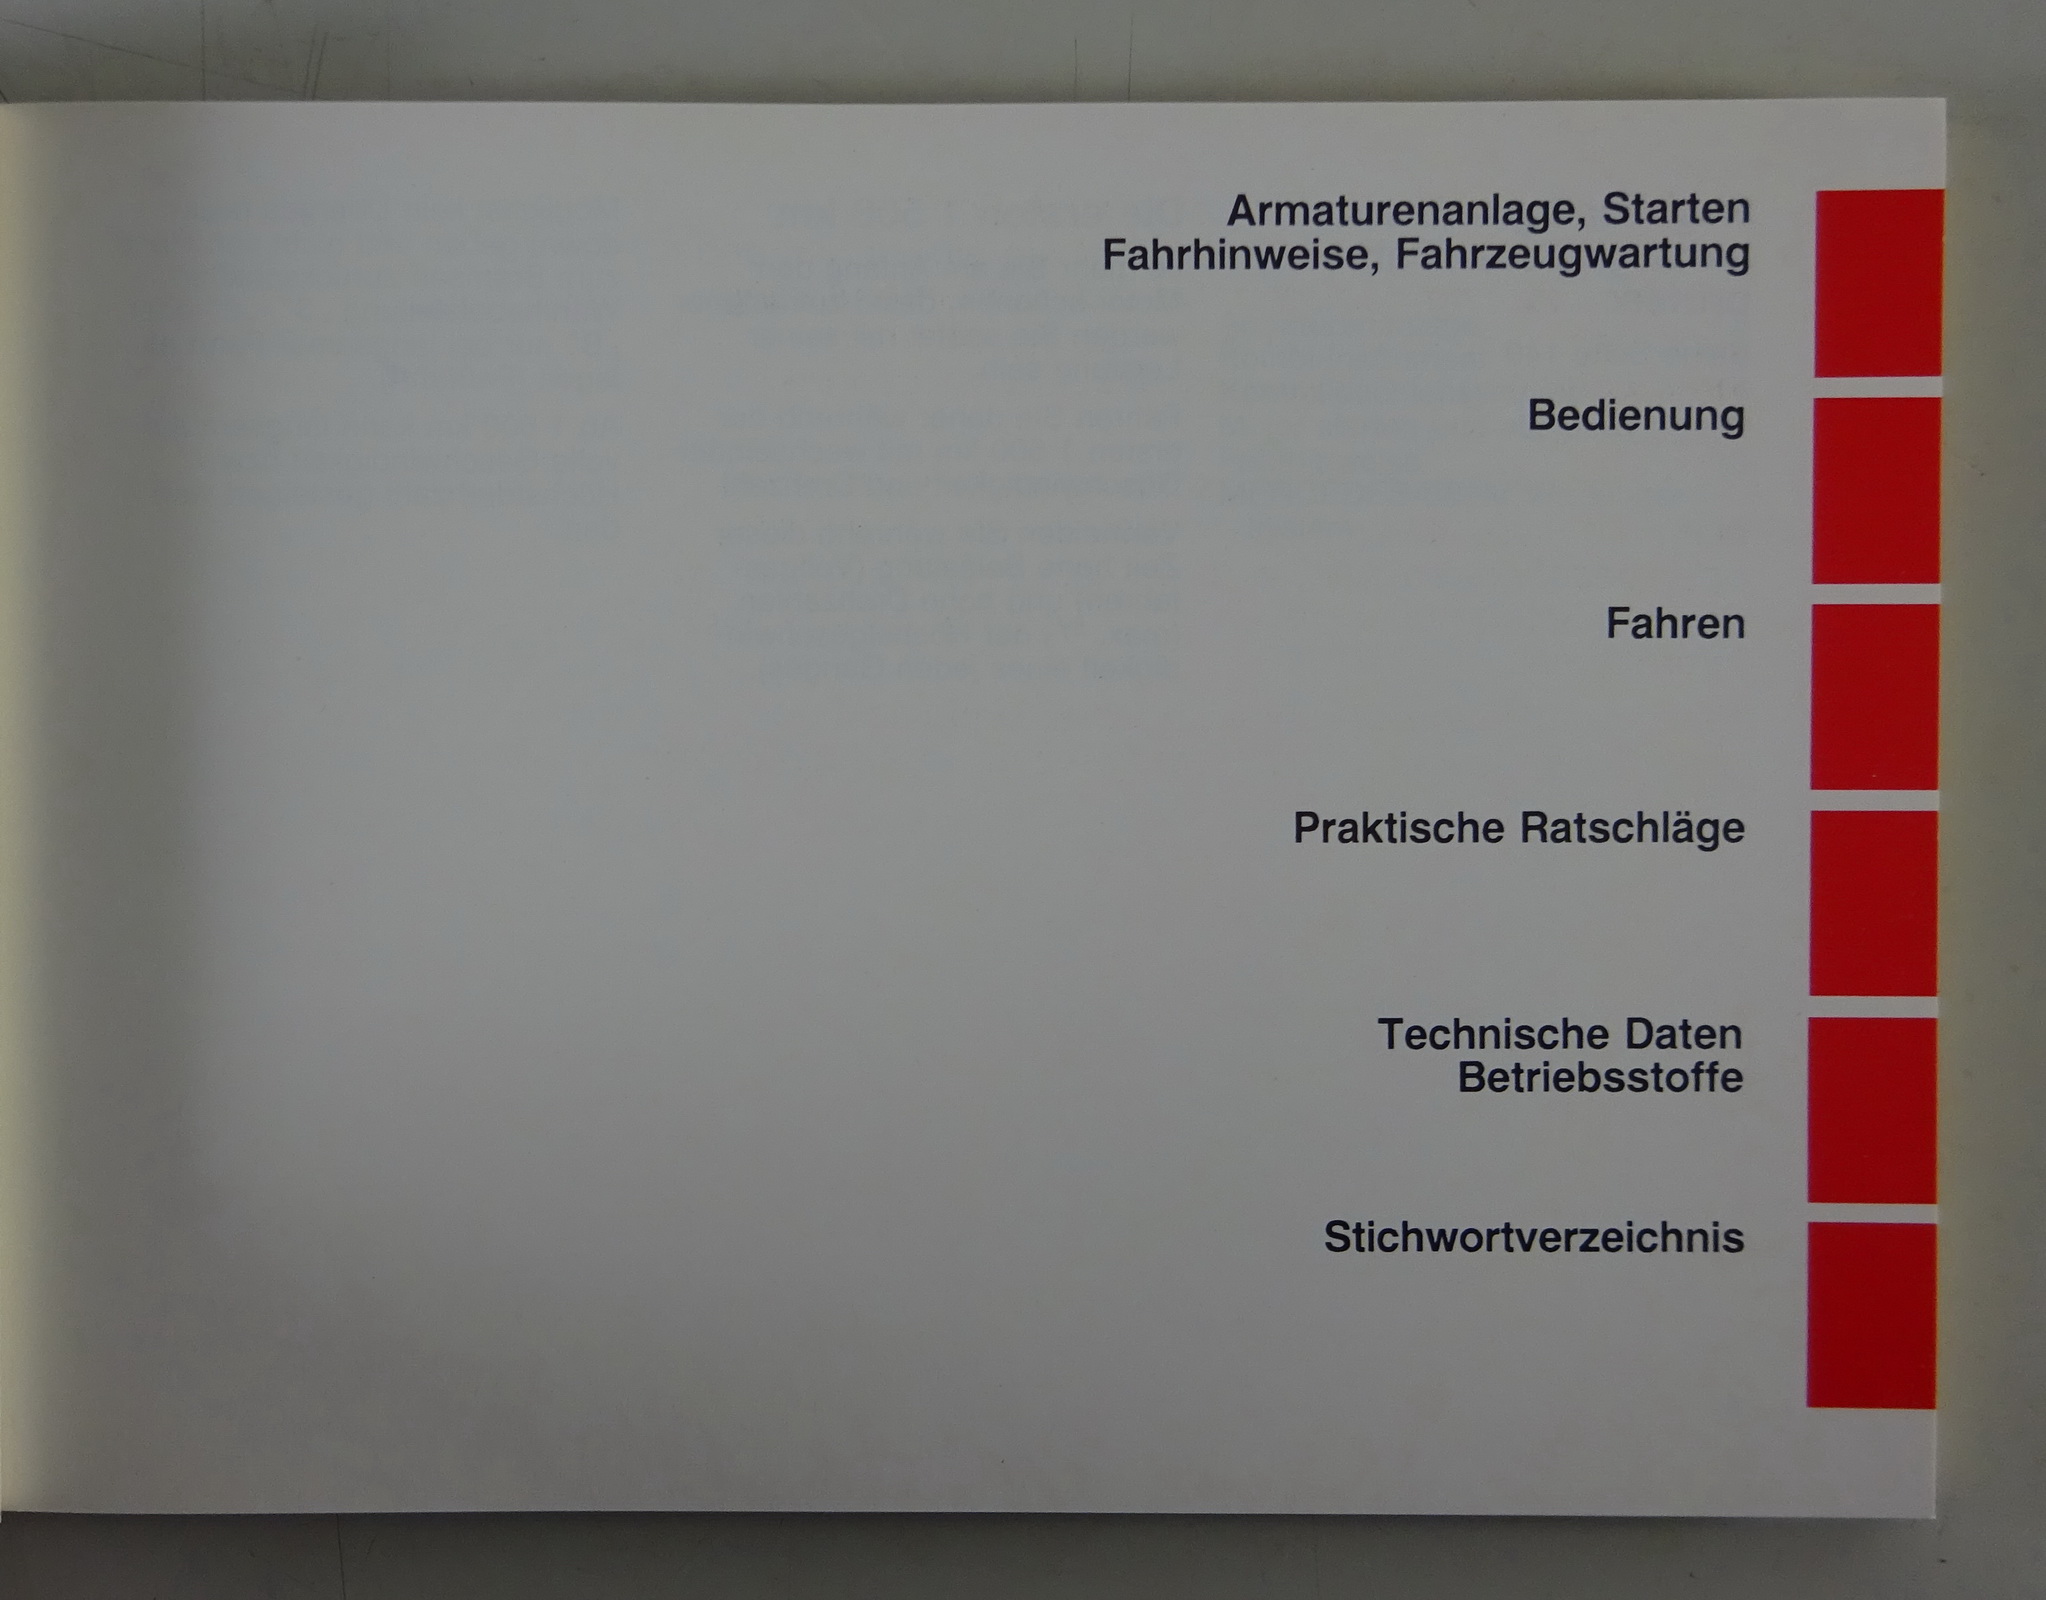 Armaturenanlage, Starten
Fahrhinweise, Fahrzeugwartung
Bedienung
Fahren
Praktische Ratschläge
Technische Daten
Betriebsstoffe
Stichwortverzeichnis